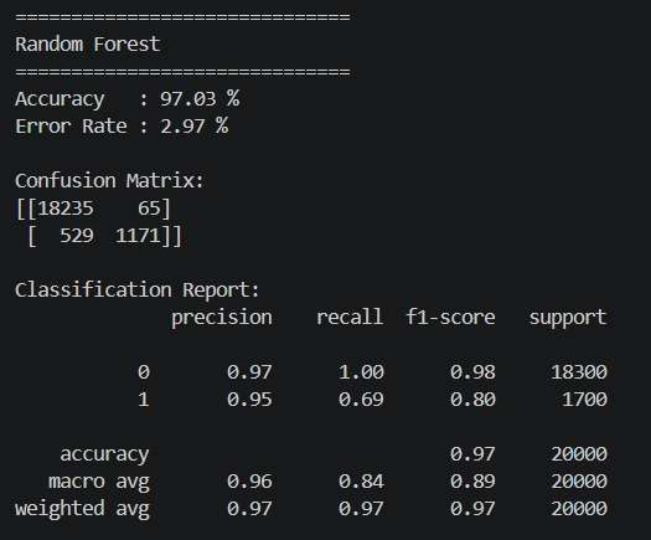 ==============================
Random Forest
==============================
Accuracy   : 97.03 %
Error Rate : 2.97 %
Confusion Matrix:
[[18235    65]
 [  529  1171]]
Classification Report:
              precision    recall  f1-score   support
           0       0.97      1.00      0.98     18300
           1       0.95      0.69      0.80      1700
    accuracy                           0.97     20000
   macro avg       0.96      0.84      0.89     20000
weighted avg       0.97      0.97      0.97     20000